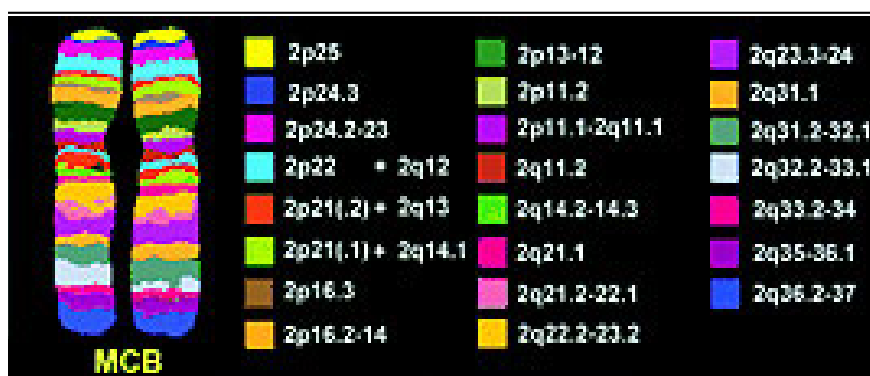 2p25
2p24.3
2p24.2-23
2p22 + 2q12
2p21(.2) + 2q13
2p21(.1) + 2q14.1
2p16.3
2p16.2-14
2p13-12
2p11.2
2p11.1-2q11.1
2q11.2
2q14.2-14.3
2q21.1
2q21.2-22.1
2q22.2-23.2
2q23.3-24
2q31.1
2q31.2-32.1
2q32.2-33.1
2q33.2-34
2q35-36.1
2q36.2-37
MCB